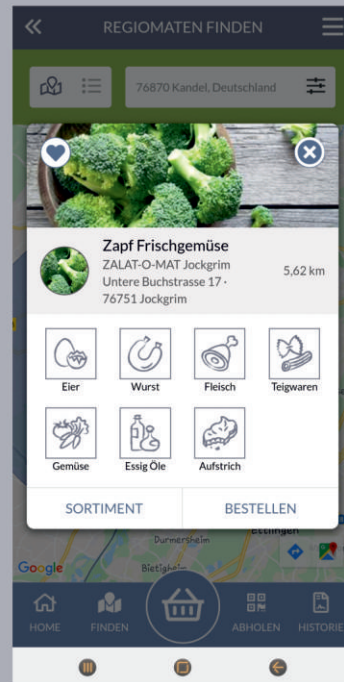 REGIOMATEN FINDEN
76870 Kandel, Deutschland
Zapf Frischgemüse
ZALAT-O-MAT Jockgrim
Untere Buchstrasse 17 ·
76751 Jockgrim
5,62 km
Eier
Wurst
Fleisch
Teigwaren
Gemüse
Essig Öle
Aufstrich
SORTIMENT
BESTELLEN
Ettlingen
Durmersheim
Google
Bietigheim
HOME
FINDEN
ABHOLEN
HISTORIE